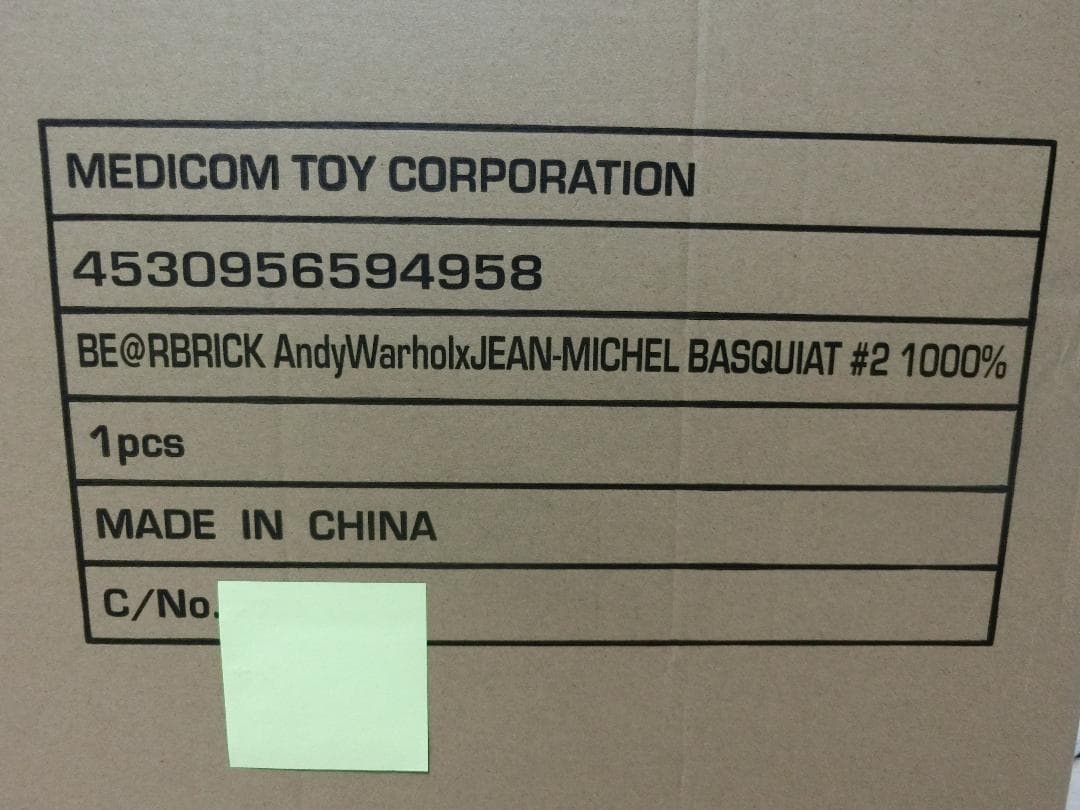 MEDICOM TOY CORPORATION
4530956594958
BE@RBRICK AndyWarholxJEAN-MICHEL BASQUIAT #2 1000%
1pcs
MADE IN CHINA
C/No.